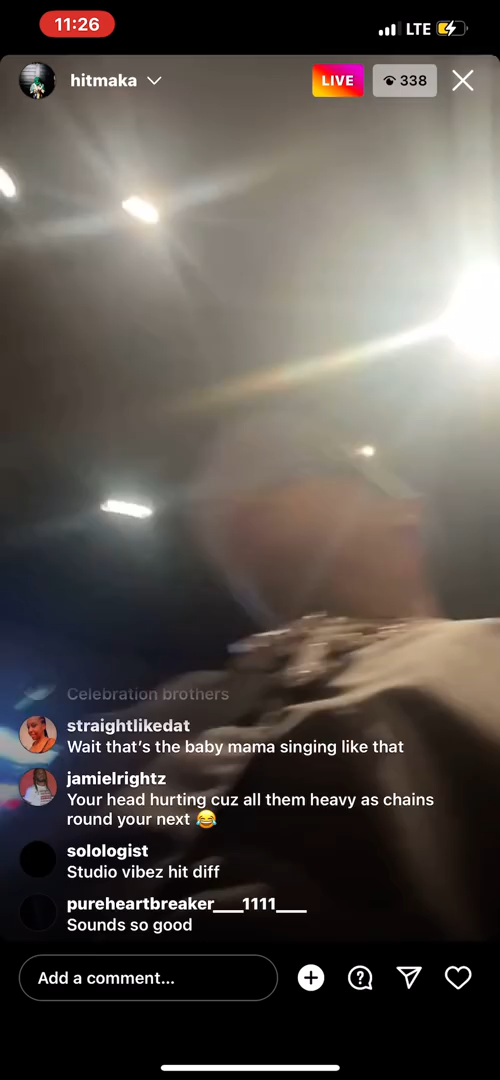 11:26
LTE
hitmaka
LIVE
338
Celebration brothers
straightlikedat
Wait that's the baby mama singing like that
jamielrightz
Your head hurting cuz all them heavy as chains
round your next 😂
solologist
Studio vibez hit diff
pureheartbreaker___1111___
Sounds so good
Add a comment...